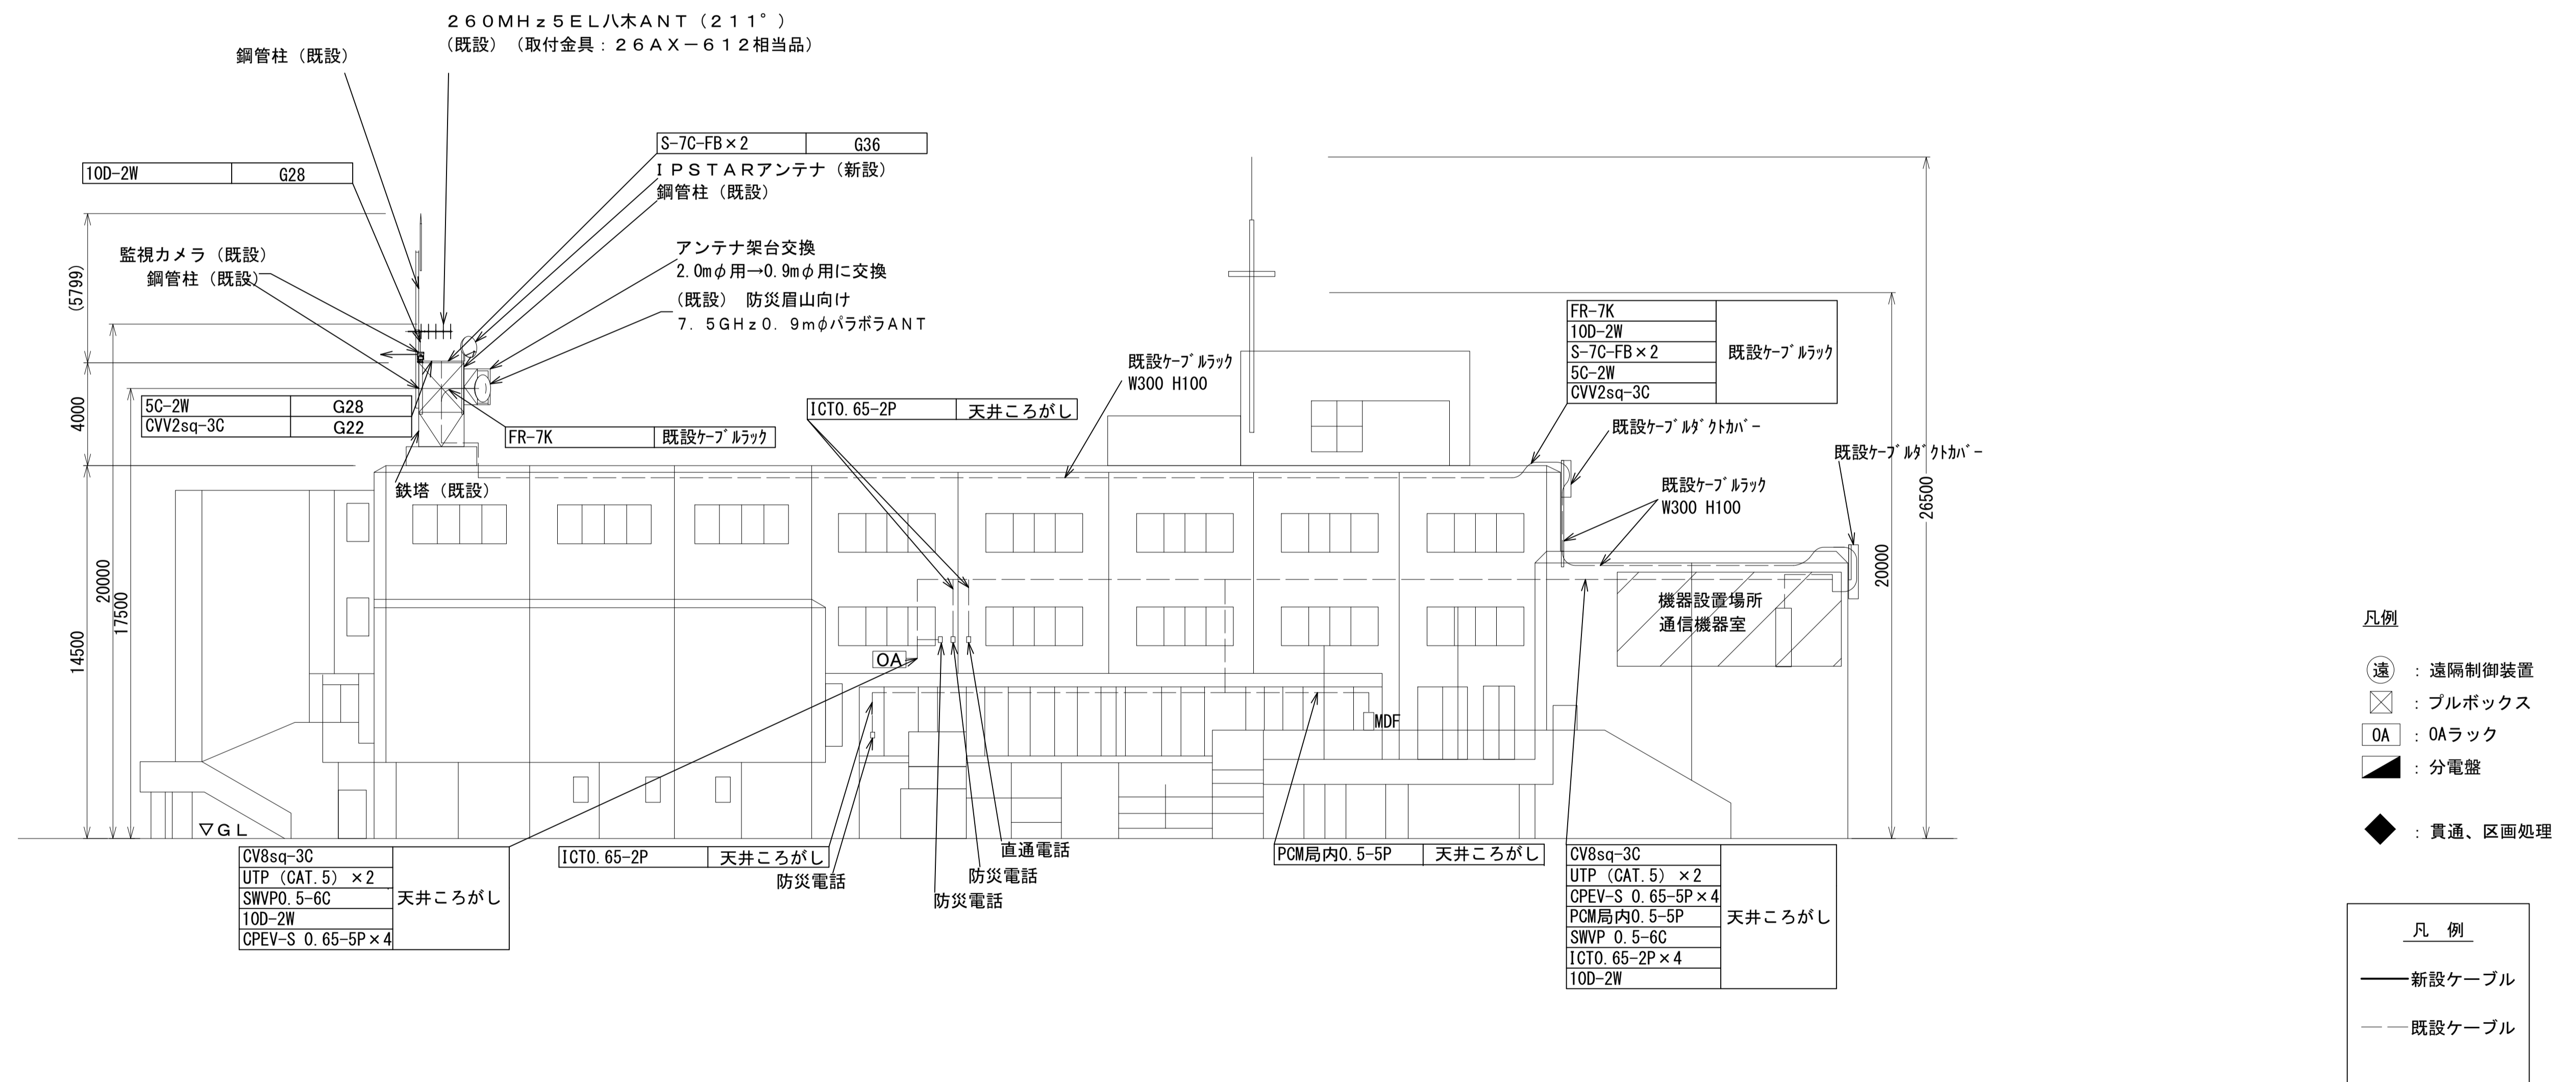 ２６０ＭＨｚ５ＥＬ八木ＡＮＴ（２１１°）
（既設）（取付金具：２６ＡＸ－６１２相当品）
鋼管柱（既設）
S-7C-FB×2 G36
ＩＰＳＴＡＲアンテナ（新設）
鋼管柱（既設）
10D-2W G28
監視カメラ（既設）
鋼管柱（既設）
アンテナ架台交換
2.0mφ用→0.9mφ用に交換
（既設） 防災眉山向け
７．５GHz０．９ｍφパラボラＡＮＴ
(5799)
4000
14500
20000
17500
5C-2W G28
CVV2sq-3C G22
FR-7K 既設ｹｰﾌﾞﾙﾗｯｸ
鉄塔（既設）
ICT0.65-2P 天井ころがし
既設ｹｰﾌﾞﾙﾗｯｸ
W300 H100
FR-7K
10D-2W
S-7C-FB×2
5C-2W
CVV2sq-3C
既設ｹｰﾌﾞﾙﾗｯｸ
既設ｹｰﾌﾞﾙﾀﾞｸﾄｶﾊﾞｰ
既設ｹｰﾌﾞﾙﾀﾞｸﾄｶﾊﾞｰ
既設ｹｰﾌﾞﾙﾗｯｸ
W300 H100
26500
20000
機器設置場所
通信機器室
OA
MDF
▽ＧＬ
CV8sq-3C
UTP（CAT.5）×2
SWVP0.5-6C
10D-2W
CPEV-S 0.65-5P×4
天井ころがし
ICT0.65-2P 天井ころがし
防災電話
直通電話
防災電話
防災電話
PCM局内0.5-5P 天井ころがし
CV8sq-3C
UTP（CAT.5）×2
CPEV-S 0.65-5P×4
PCM局内0.5-5P
SWVP 0.5-6C
ICT0.65-2P×4
10D-2W
天井ころがし
凡例
遠 ：遠隔制御装置
：プルボックス
OA ：OAラック
：分電盤
：貫通、区画処理
凡 例
新設ケーブル
既設ケーブル